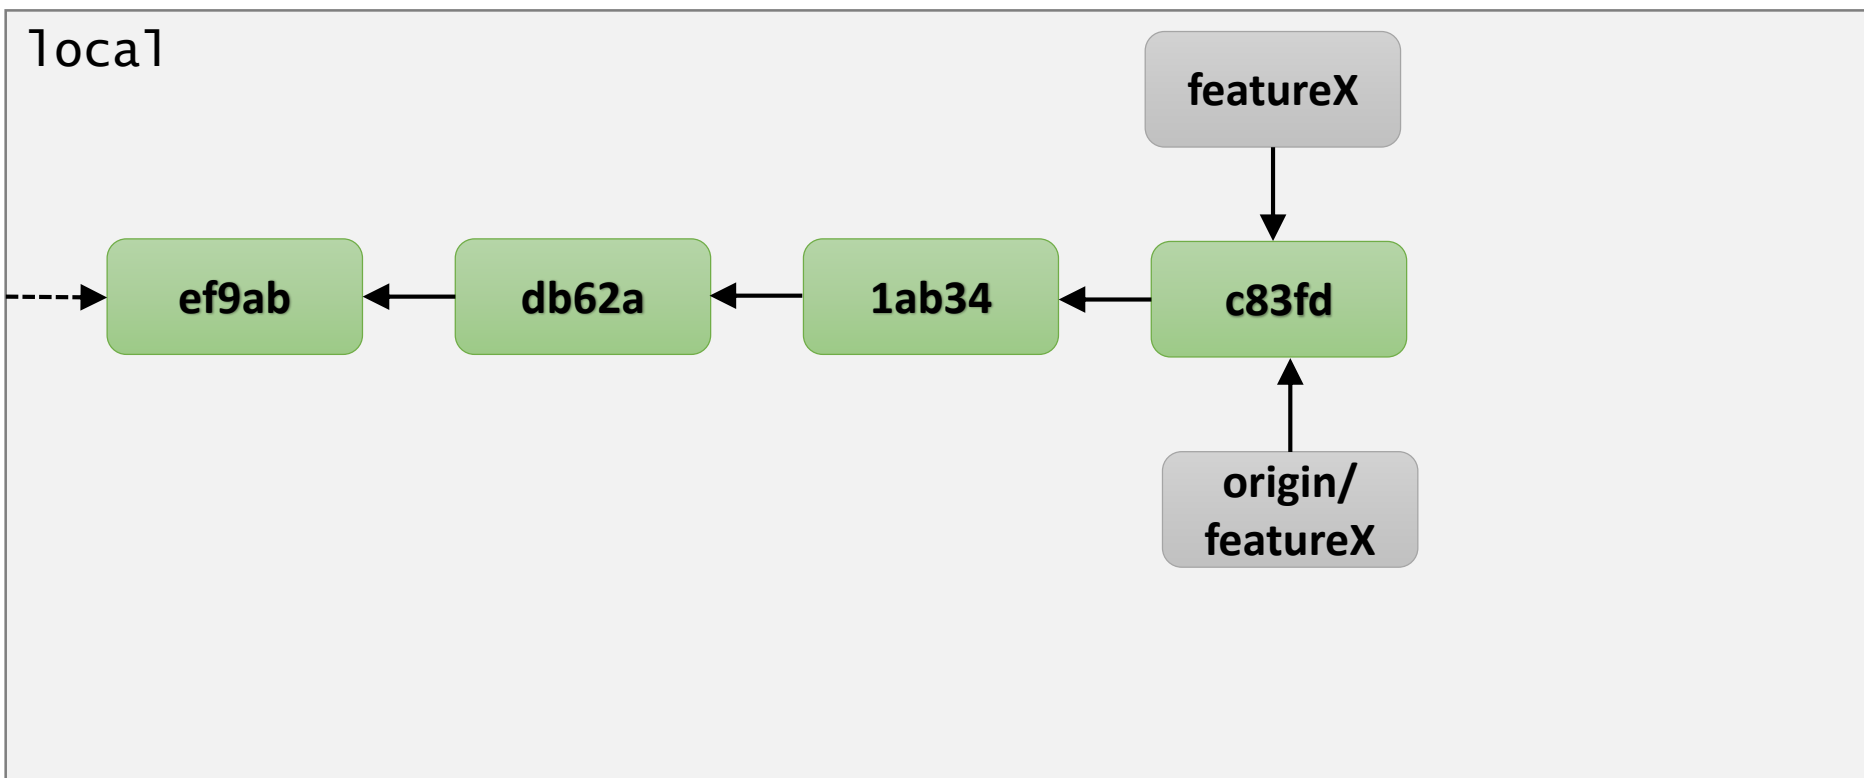 local
featureX
ef9ab
db62a
1ab34
c83fd
origin/
featureX